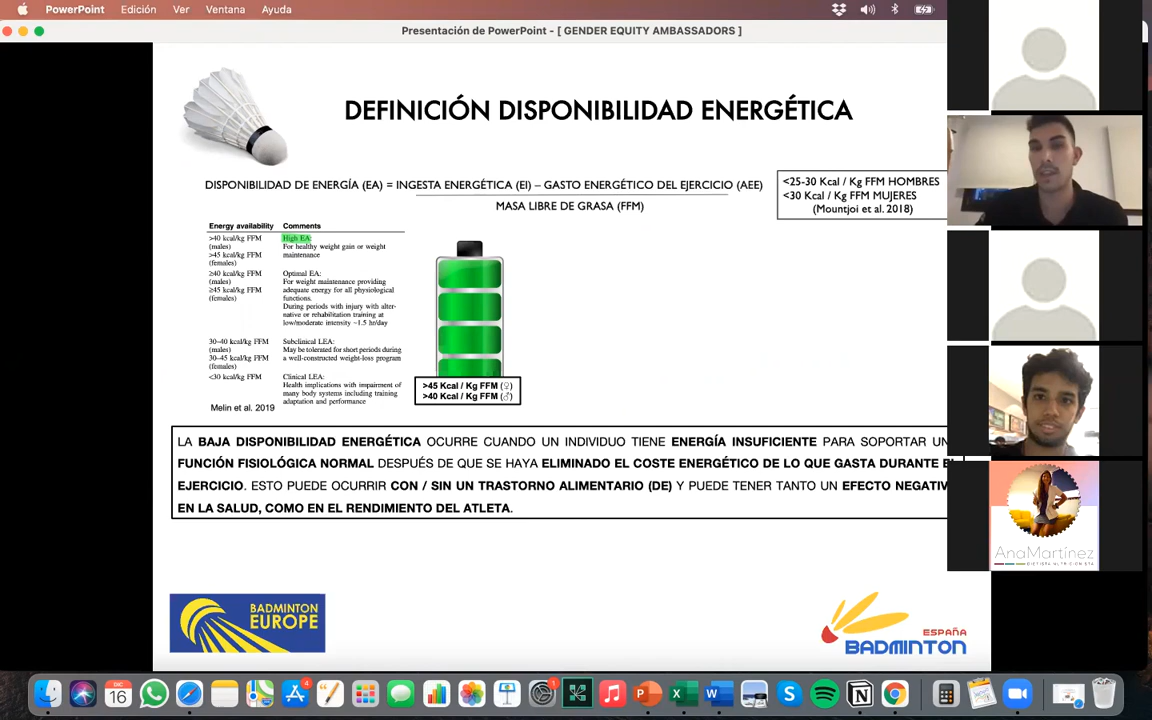 PowerPoint Edición Ver Ventana Ayuda
Presentación de PowerPoint - [ GENDER EQUITY AMBASSADORS ]
DEFINICIÓN DISPONIBILIDAD ENERGÉTICA
DISPONIBILIDAD DE ENERGÍA (EA) = INGESTA ENERGÉTICA (EI) – GASTO ENERGÉTICO DEL EJERCICIO (AEE)
MASA LIBRE DE GRASA (FFM)
<25-30 Kcal / Kg FFM HOMBRES
<30 Kcal / Kg FFM MUJERES
(Mountjoi et al. 2018)
Energy availability Comments
>40 kcal/kg FFM High EA:
(males) For healthy weight gain or weight
>45 kcal/kg FFM maintenance
(females)
≥40 kcal/kg FFM Optimal EA:
(males) For weight maintenance providing
≥45 kcal/kg FFM adequate energy for all physiological
(females) functions.
During periods with injury with alter-
native or rehabilitation training at
low/moderate intensity ~1.5 hr/day
30–40 kcal/kg FFM Subclinical LEA:
(males) May be tolerated for short periods during
30–45 kcal/kg FFM a well-constructed weight-loss program
(females)
<30 kcal/kg FFM Clinical LEA:
Health implications with impairment of
many body systems including training
adaptation and performance
Melin et al. 2019
>45 Kcal / Kg FFM (♀)
>40 Kcal / Kg FFM (♂)
LA BAJA DISPONIBILIDAD ENERGÉTICA OCURRE CUANDO UN INDIVIDUO TIENE ENERGÍA INSUFICIENTE PARA SOPORTAR UN
FUNCIÓN FISIOLÓGICA NORMAL DESPUÉS DE QUE SE HAYA ELIMINADO EL COSTE ENERGÉTICO DE LO QUE GASTA DURANTE E
EJERCICIO. ESTO PUEDE OCURRIR CON / SIN UN TRASTORNO ALIMENTARIO (DE) Y PUEDE TENER TANTO UN EFECTO NEGATIV
EN LA SALUD, COMO EN EL RENDIMIENTO DEL ATLETA.
AnaMartínez
DIETISTA-NUTRICIONISTA
BADMINTON
EUROPE
ESPAÑA
BADMINTON
4
DIC
16
1